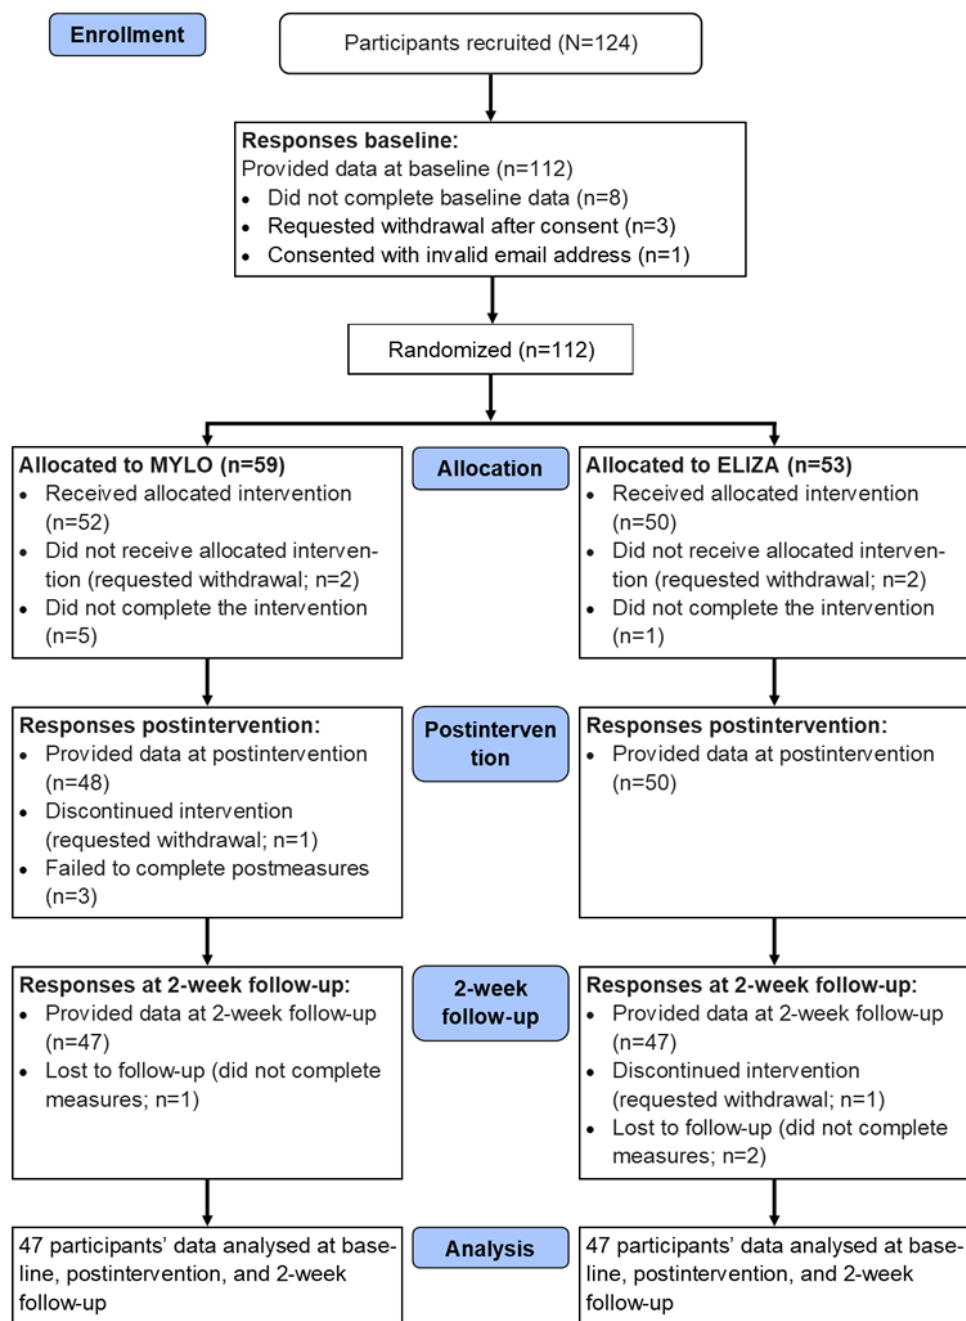 Enrollment
Participants recruited (N=124)
Responses baseline:
Provided data at baseline (n=112)
• Did not complete baseline data (n=8)
• Requested withdrawal after consent (n=3)
• Consented with invalid email address (n=1)
Randomized (n=112)
Allocated to MYLO (n=59)
• Received allocated intervention
(n=52)
• Did not receive allocated interven-
tion (requested withdrawal; n=2)
• Did not complete the intervention
(n=5)
Allocation
Allocated to ELIZA (n=53)
• Received allocated intervention
(n=50)
• Did not receive allocated interven-
tion (requested withdrawal; n=2)
• Did not complete the intervention
(n=1)
Responses postintervention:
• Provided data at postintervention
(n=48)
• Discontinued intervention
(requested withdrawal; n=1)
• Failed to complete postmeasures
(n=3)
Postinterven
tion
Responses postintervention:
• Provided data at postintervention
(n=50)
Responses at 2-week follow-up:
• Provided data at 2-week follow-up
(n=47)
• Lost to follow-up (did not complete
measures; n=1)
2-week
follow-up
Responses at 2-week follow-up:
• Provided data at 2-week follow-up
(n=47)
• Discontinued intervention
(requested withdrawal; n=1)
• Lost to follow-up (did not complete
measures; n=2)
47 participants’ data analysed at base-
line, postintervention, and 2-week
follow-up
Analysis
47 participants’ data analysed at base-
line, postintervention, and 2-week
follow-up